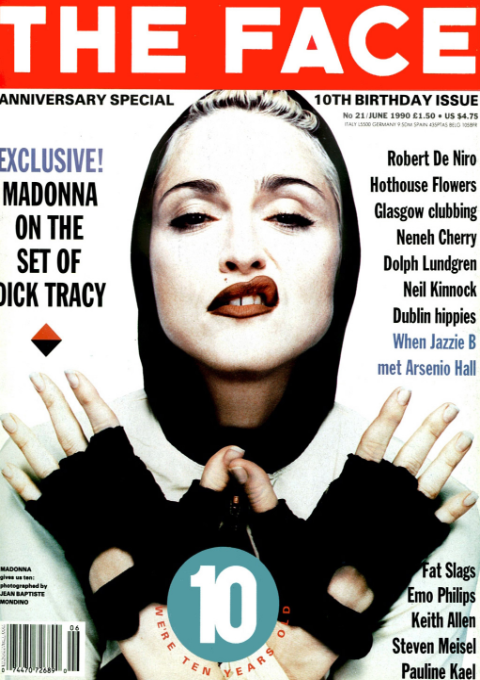 THE FACE
ANNIVERSARY SPECIAL
10TH BIRTHDAY ISSUE
No 21/JUNE 1990 £1.50 • US $4.75
EXCLUSIVE!
MADONNA
ON THE
SET OF
DICK TRACY
Robert De Niro
Hothouse Flowers
Glasgow clubbing
Neneh Cherry
Dolph Lundgren
Neil Kinnock
Dublin hippies
When Jazzie B
met Arsenio Hall
MADONNA
gives us ten:
photographed by
JEAN BAPTISTE
MONDINO
10
WE'RE TEN YEARS OLD
Fat Slags
Emo Philips
Keith Allen
Steven Meisel
Pauline Kael
06
74470 72689